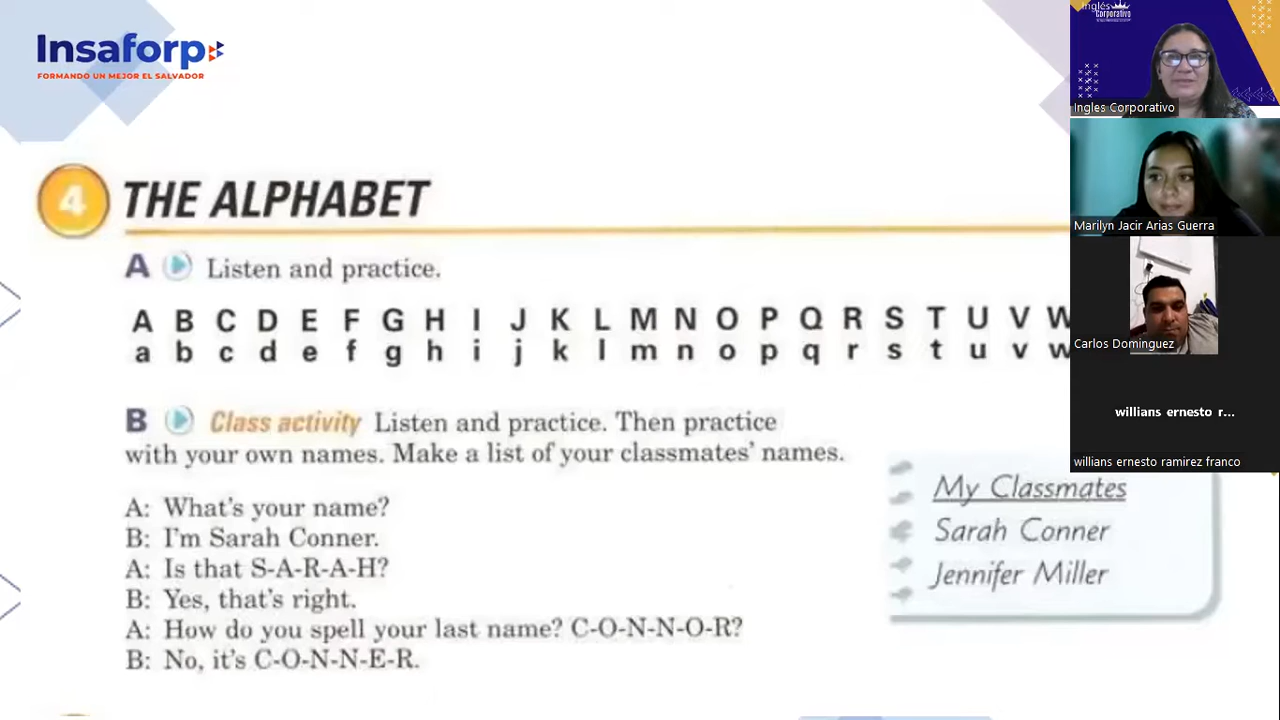 Insaforp
FORMANDO UN MEJOR EL SALVADOR
4 THE ALPHABET
A Listen and practice.
A B C D E F G H I J K L M N O P Q R S T U V W
a b c d e f g h i j k l m n o p q r s t u v w
B Class activity Listen and practice. Then practice
with your own names. Make a list of your classmates' names.
A: What's your name?
B: I'm Sarah Conner.
A: Is that S-A-R-A-H?
B: Yes, that's right.
A: How do you spell your last name? C-O-N-N-O-R?
B: No, it's C-O-N-N-E-R.
My Classmates
Sarah Conner
Jennifer Miller
Inglés
Corporativo
Ingles Corporativo
Marilyn Jacir Arias Guerra
Carlos Dominguez
willians ernesto r...
willians ernesto ramirez franco